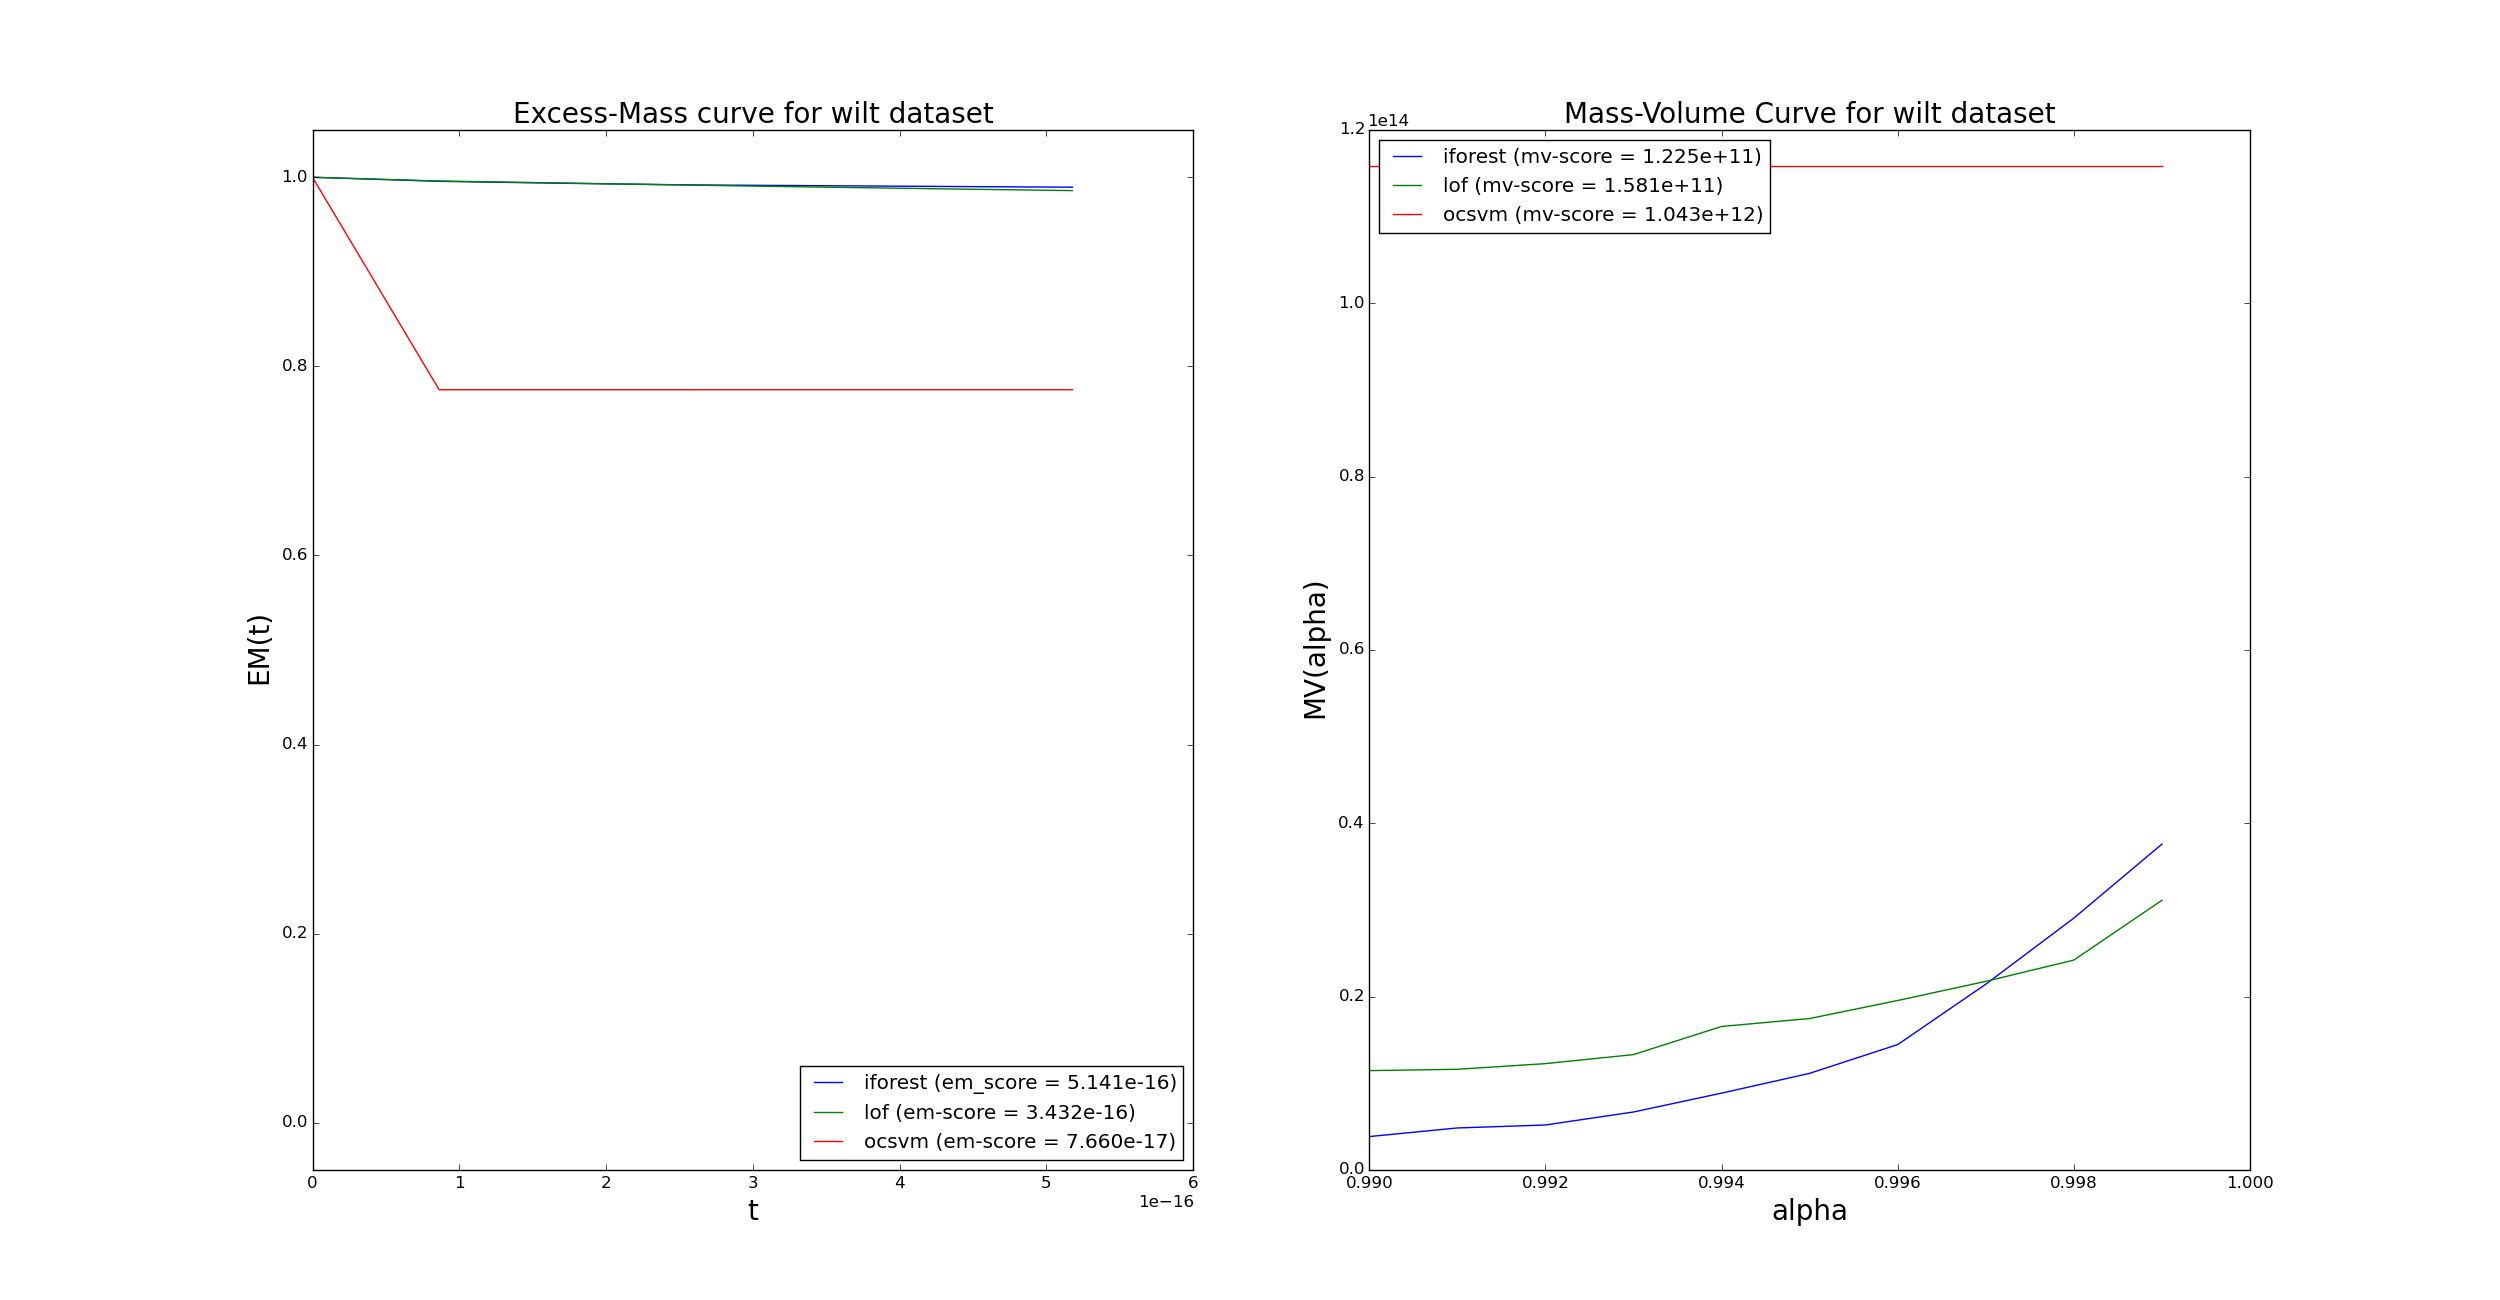 Excess-Mass curve for wilt dataset
1.0
0.8
0.6
0.4
0.2
0.0
EM(t)
iforest (em_score = 5.141e-16)
lof (em-score = 3.432e-16)
ocsvm (em-score = 7.660e-17)
0 1 2 3 4 5 6
1e−16
t
Mass-Volume Curve for wilt dataset
1e14
1.2
1.0
0.8
0.6
0.4
0.2
0.0
MV(alpha)
iforest (mv-score = 1.225e+11)
lof (mv-score = 1.581e+11)
ocsvm (mv-score = 1.043e+12)
0.990 0.992 0.994 0.996 0.998 1.000
alpha